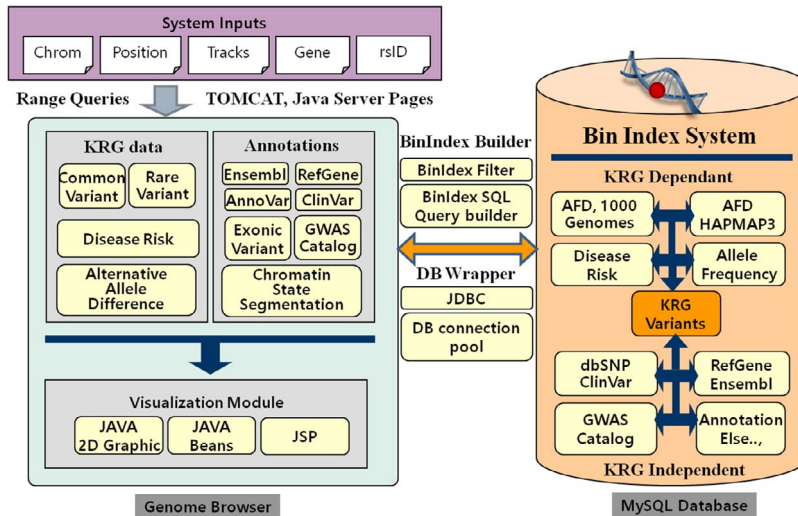 System Inputs
Chrom
Position
Tracks
Gene
rsID
Range Queries
TOMCAT, Java Server Pages
KRG data
Common
Variant
Rare
Variant
Disease Risk
Alternative
Allele
Difference
Annotations
Ensembl
RefGene
AnnoVar
ClinVar
Exonic
Variant
GWAS
Catalog
Chromatin
State
Segmentation
Visualization Module
JAVA
2D Graphic
JAVA
Beans
JSP
Genome Browser
BinIndex Builder
BinIdex Filter
BinIdex SQL
Query builder
DB Wrapper
JDBC
DB connection
pool
Bin Index System
KRG Dependant
AFD, 1000
Genomes
AFD
HAPMAP3
Disease
Risk
Allele
Frequency
KRG
Variants
dbSNP
ClinVar
RefGene
Ensembl
GWAS
Catalog
Annotation
Else..,
KRG Independent
MySQL Database